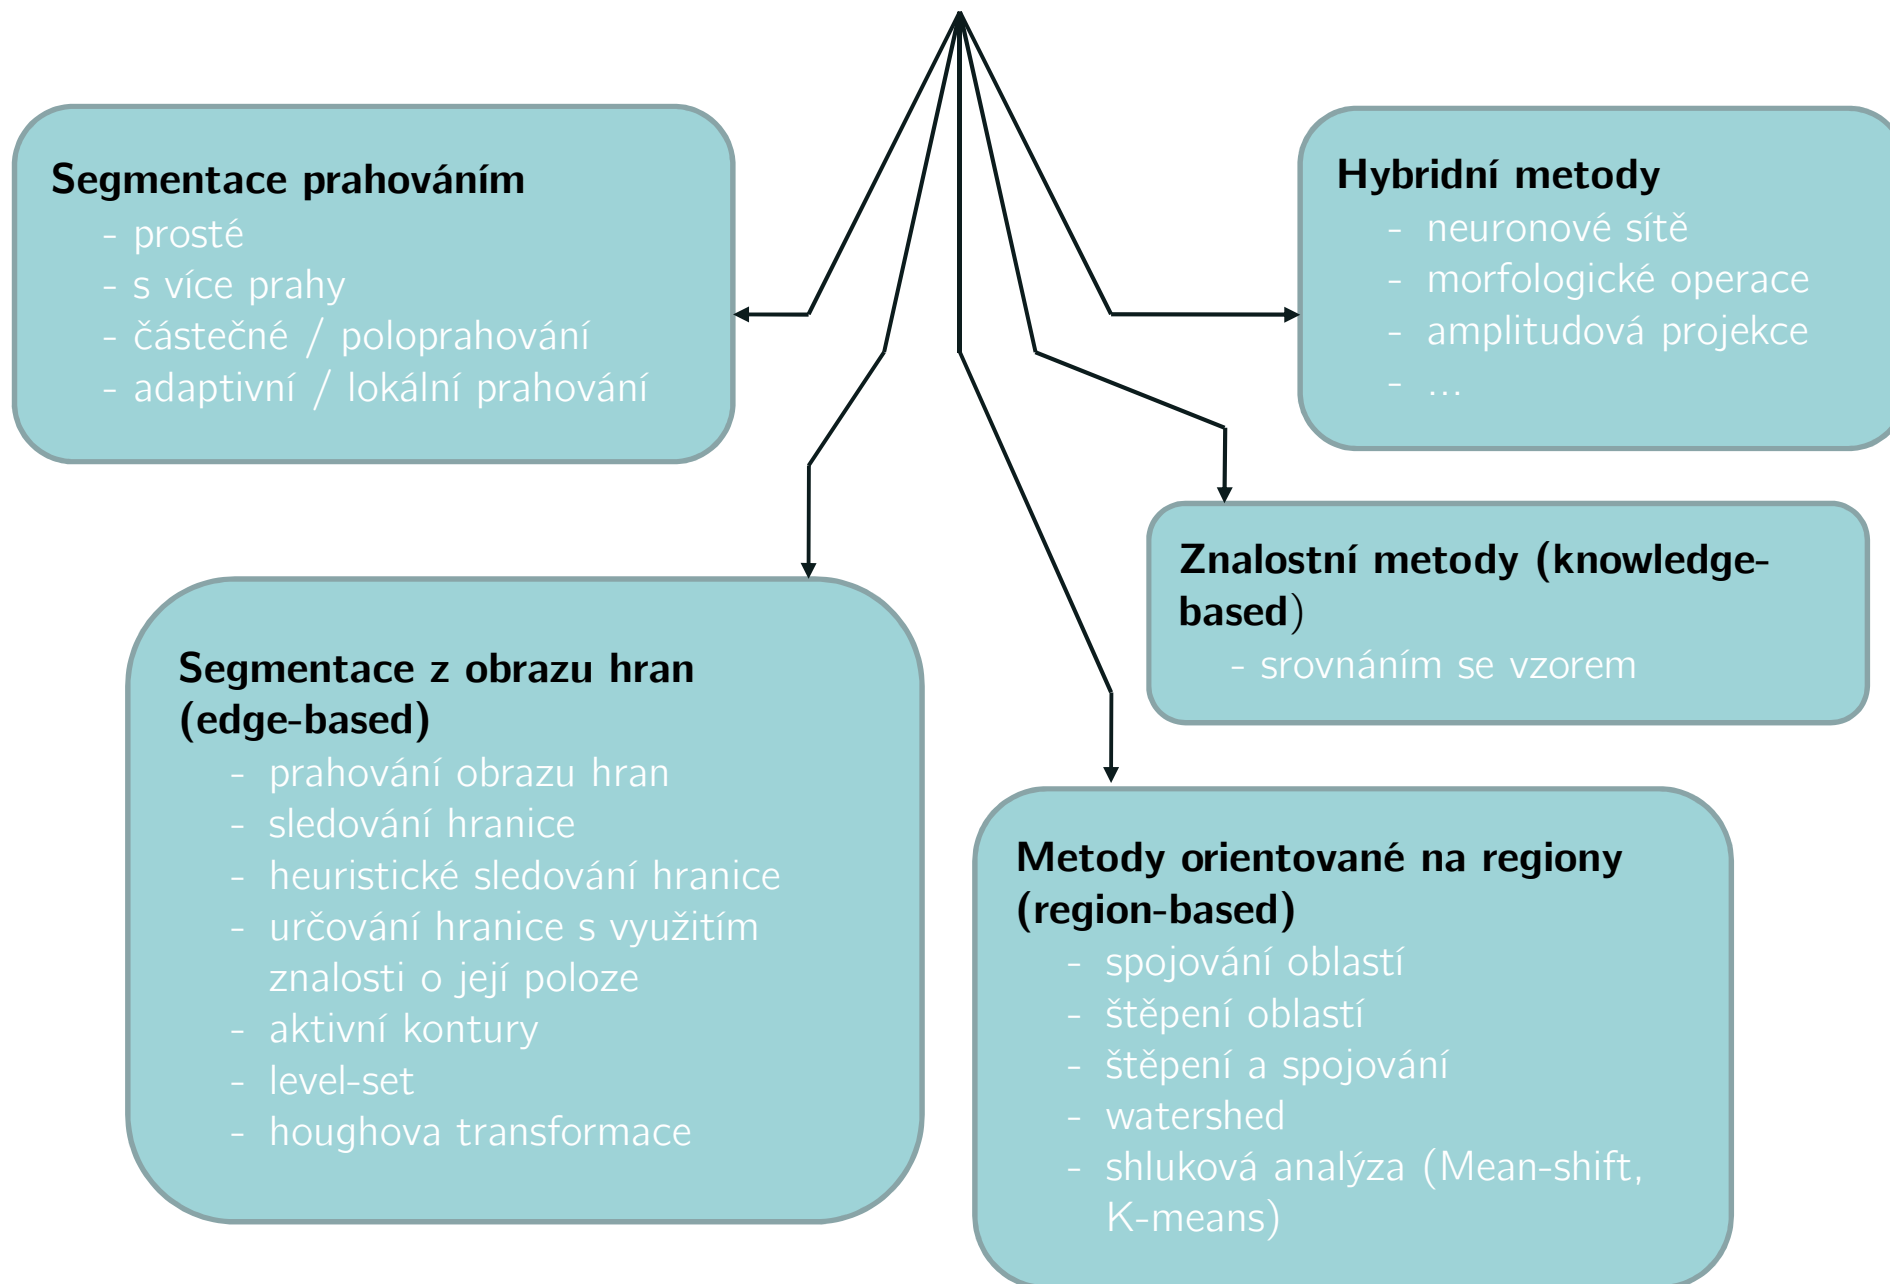 Segmentace prahováním
- prosté
- s více prahy
- částečné / poloprahování
- adaptivní / lokální prahování
Hybridní metody
- neuronové sítě
- morfologické operace
- amplitudová projekce
- ...
Znalostní metody (knowledge-
based)
- srovnáním se vzorem
Segmentace z obrazu hran
(edge-based)
- prahování obrazu hran
- sledování hranice
- heuristické sledování hranice
- určování hranice s využitím
znalosti o její poloze
- aktivní kontury
- level-set
- houghova transformace
Metody orientované na regiony
(region-based)
- spojování oblastí
- štěpení oblastí
- štěpení a spojování
- watershed
- shluková analýza (Mean-shift,
K-means)